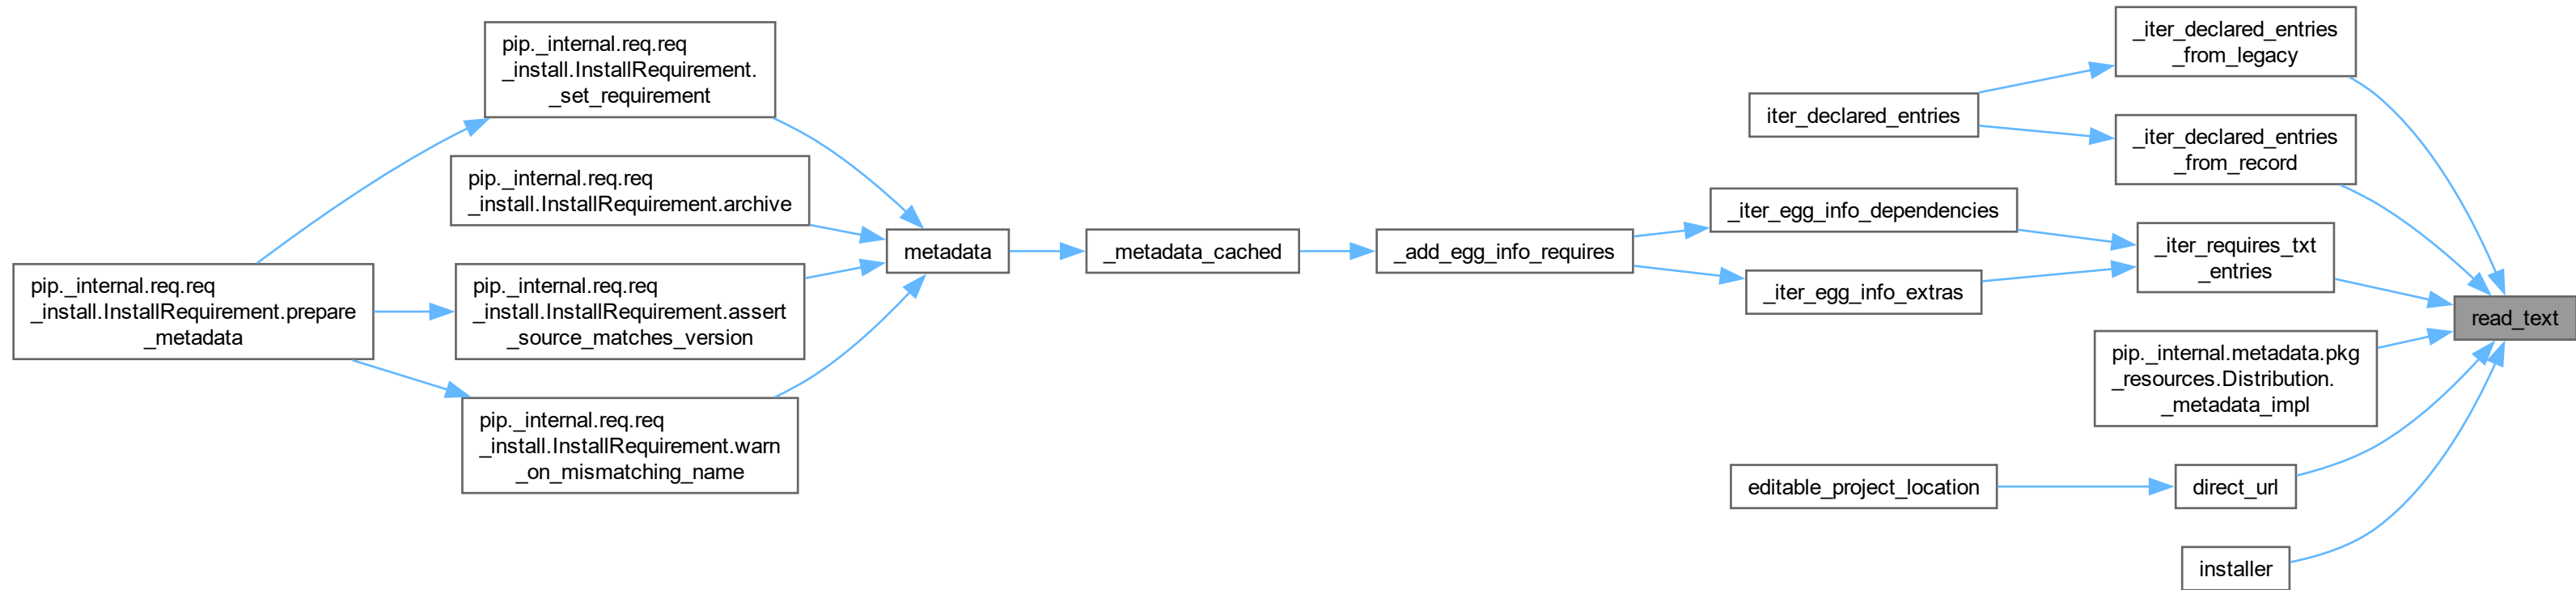 pip._internal.req.req
_install.InstallRequirement.
_set_requirement
pip._internal.req.req
_install.InstallRequirement.archive
pip._internal.req.req
_install.InstallRequirement.prepare
_metadata
pip._internal.req.req
_install.InstallRequirement.assert
_source_matches_version
pip._internal.req.req
_install.InstallRequirement.warn
_on_mismatching_name
metadata
_metadata_cached
_add_egg_info_requires
iter_declared_entries
_iter_egg_info_dependencies
_iter_egg_info_extras
editable_project_location
_iter_declared_entries
_from_legacy
_iter_declared_entries
_from_record
_iter_requires_txt
_entries
pip._internal.metadata.pkg
_resources.Distribution.
_metadata_impl
direct_url
installer
read_text